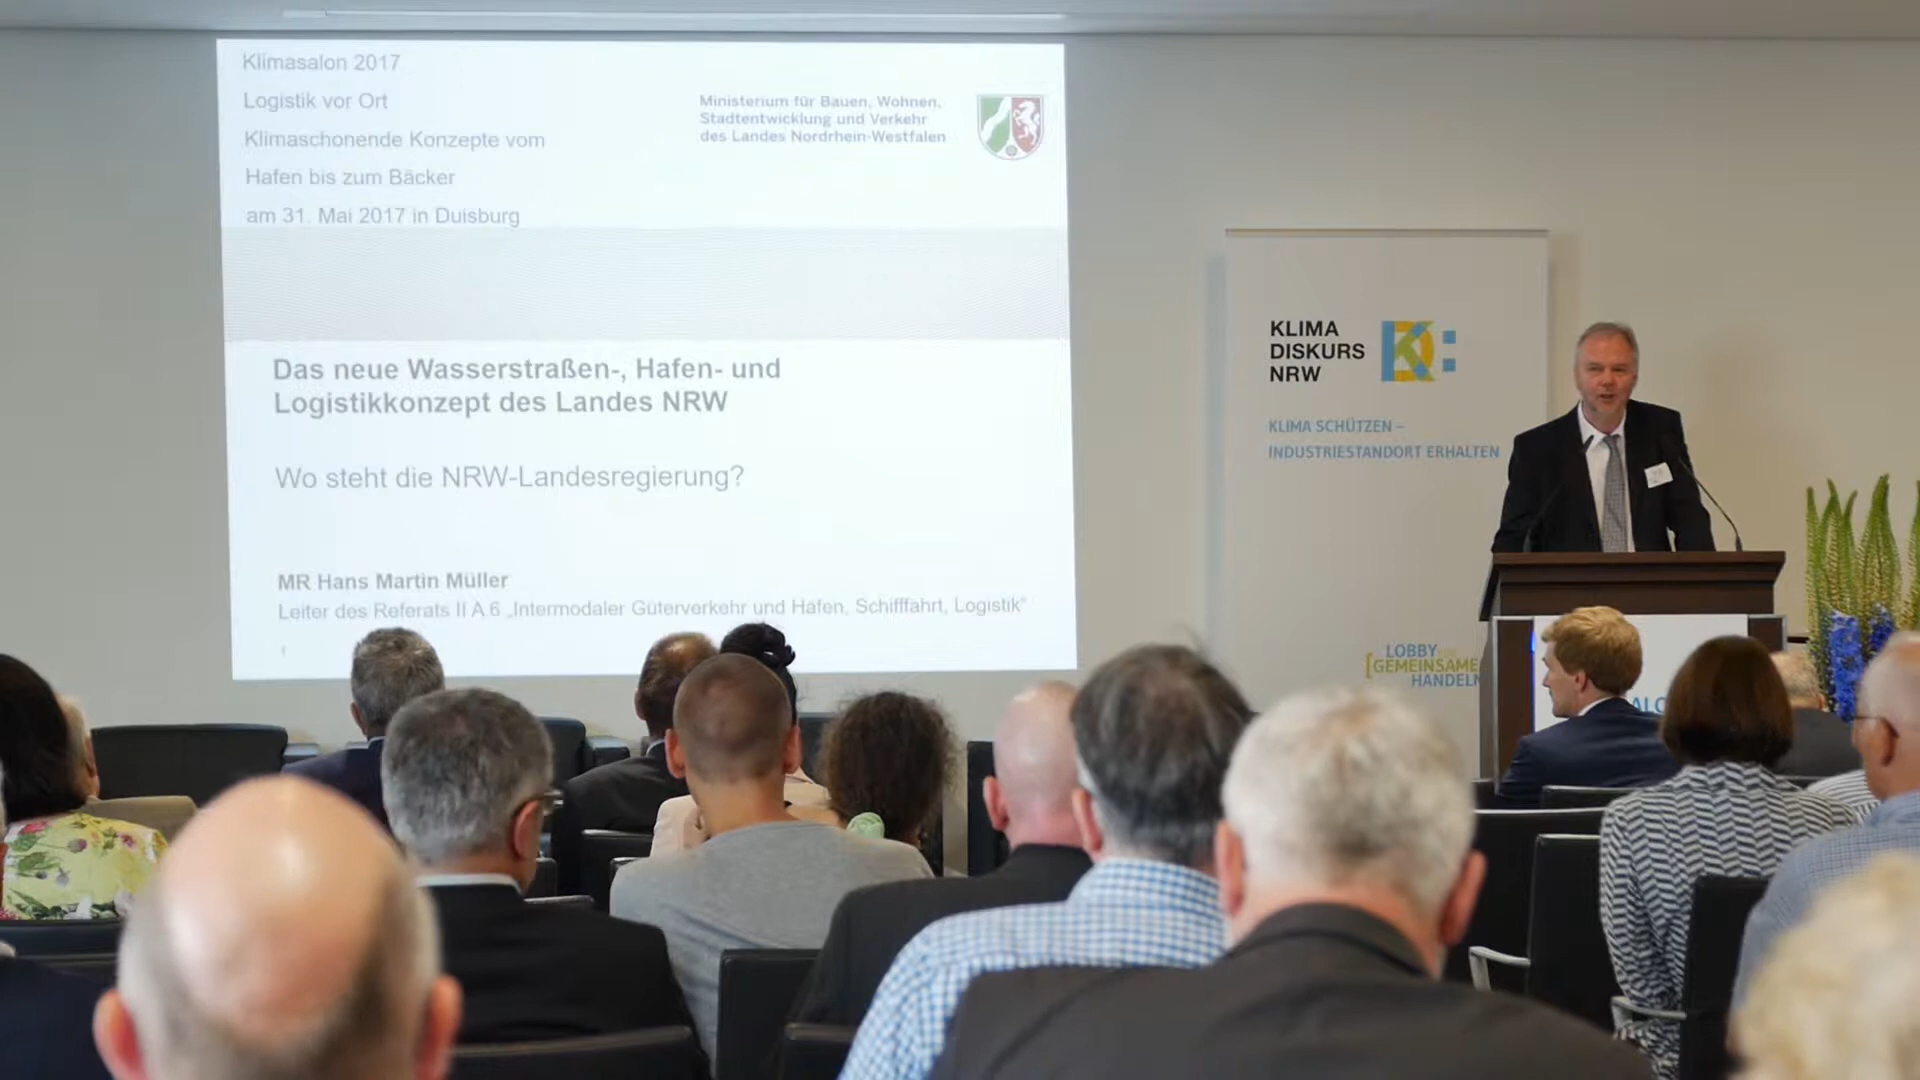 Klimasalon 2017
Logistik vor Ort
Klimaschonende Konzepte vom
Hafen bis zum Bäcker
am 31. Mai 2017 in Duisburg
Ministerium für Bauen, Wohnen,
Stadtentwicklung und Verkehr
des Landes Nordrhein-Westfalen
Das neue Wasserstraßen-, Hafen- und
Logistikkonzept des Landes NRW
Wo steht die NRW-Landesregierung?
MR Hans Martin Müller
Leiter des Referats II A 6 „Intermodaler Güterverkehr und Häfen, Schifffahrt, Logistik“
1
KLIMA
DISKURS
NRW
KLIMA SCHÜTZEN –
INDUSTRIESTANDORT ERHALTEN
LOBBY
[GEMEINSAME
HANDELN
ALO